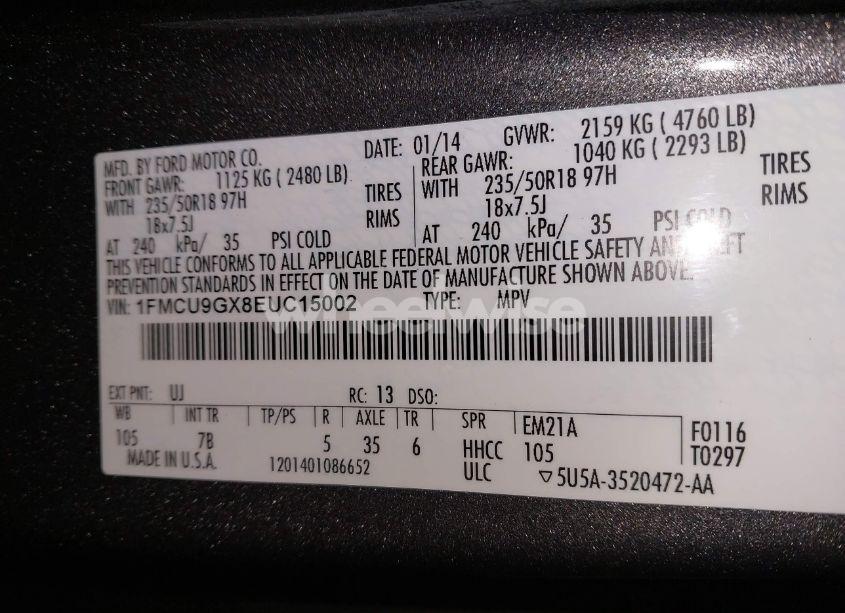 MFD. BY FORD MOTOR CO. DATE: 01/14 GVWR: 2159 KG ( 4760 LB)
FRONT GAWR: 1125 KG ( 2480 LB) REAR GAWR: 1040 KG ( 2293 LB)
WITH 235/50R18 97H TIRES WITH 235/50R18 97H TIRES
18x7.5J RIMS 18x7.5J RIMS
AT 240 kPa/ 35 PSI COLD AT 240 kPa/ 35 PSI COLD
THIS VEHICLE CONFORMS TO ALL APPLICABLE FEDERAL MOTOR VEHICLE SAFETY AND THEFT
PREVENTION STANDARDS IN EFFECT ON THE DATE OF MANUFACTURE SHOWN ABOVE.
VIN: 1FMCU9GX8EUC15002 TYPE: MPV
wheelwise
EXT PNT: UJ RC: 13 DSO:
WB INT TR TP/PS R AXLE TR SPR EM21A F0116
105 7B 5 35 6 HHCC 105 T0297
MADE IN U.S.A. 1201401086652 ULC ▽5U5A-3520472-AA